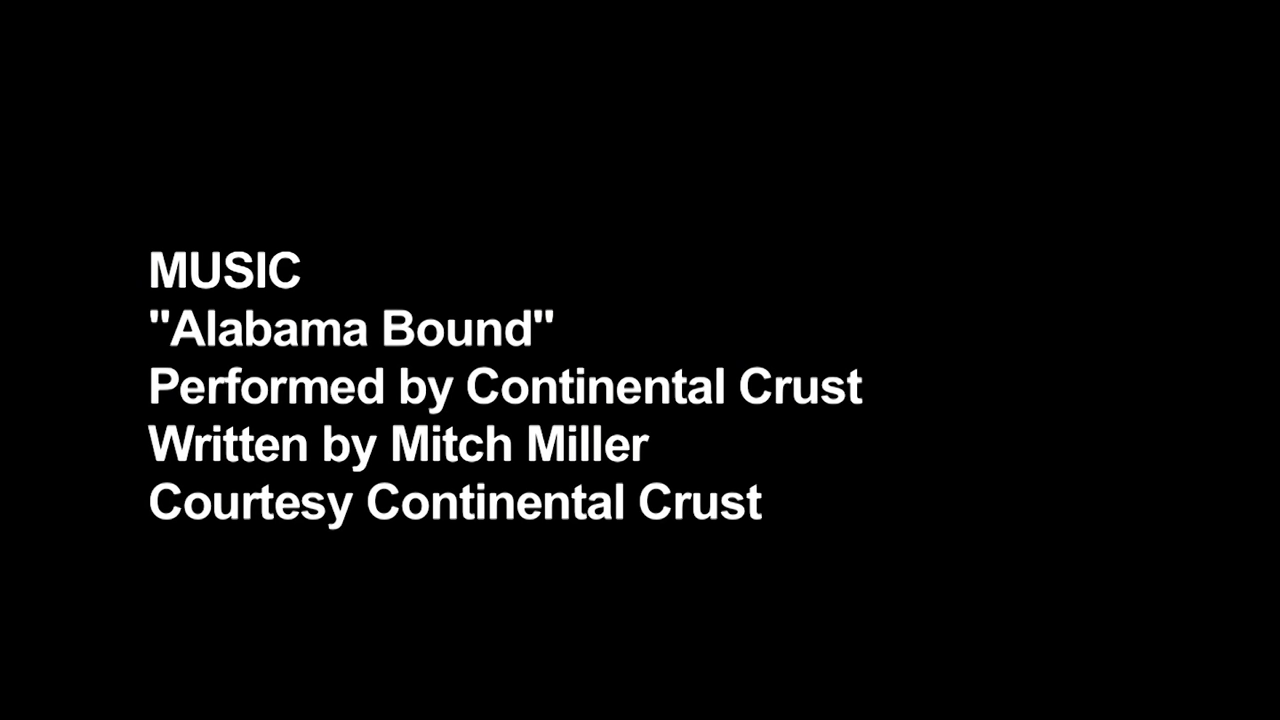 MUSIC
"Alabama Bound"
Performed by Continental Crust
Written by Mitch Miller
Courtesy Continental Crust